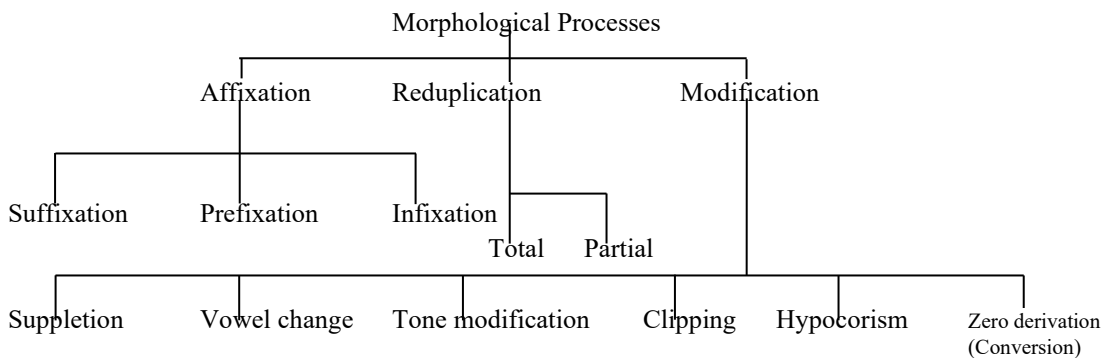 Morphological Processes
Affixation Reduplication Modification
Suffixation Prefixation Infixation
Total Partial
Suppletion Vowel change Tone modification Clipping Hypocorism Zero derivation
(Conversion)